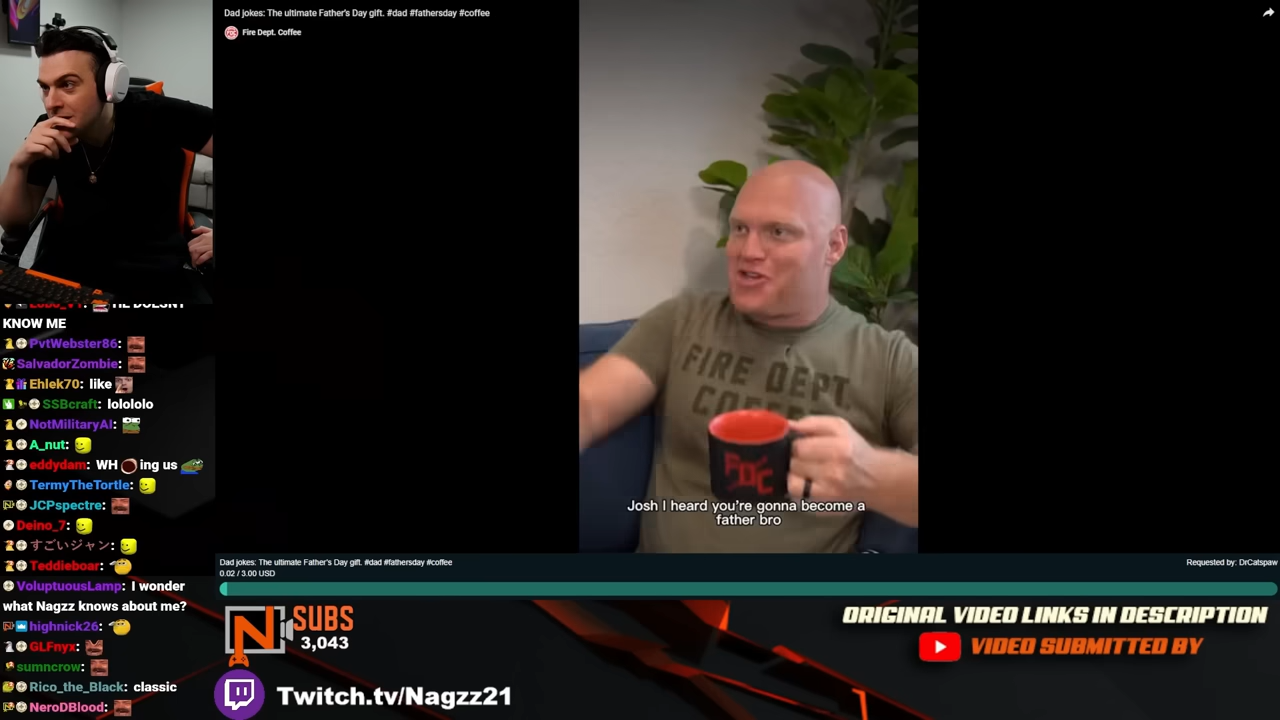 Dad jokes: The ultimate Father's Day gift. #dad #fathersday #coffee
Fire Dept. Coffee
FIRE DEPT.
COFFEE
FDC
Josh I heard you're gonna become a
father bro
KNOW ME
PvtWebster86:
SalvadorZombie:
Ehlek70: like
SSBcraft: lolololo
NotMilitaryAI:
A_nut:
eddydam: WH ing us
TermyTheTortle:
JCPspectre:
Deino_7:
すごいジャン:
Teddieboar:
VoluptuousLamp: I wonder
what Nagzz knows about me?
highnick26:
GLFnyx:
sumncrow:
Rico_the_Black: classic
NeroDBlood:
Dad jokes: The ultimate Father's Day gift. #dad #fathersday #coffee
Requested by: DrCatspaw
0.02 / 3.00 USD
N SUBS
3,043
Twitch.tv/Nagzz21
ORIGINAL VIDEO LINKS IN DESCRIPTION
VIDEO SUBMITTED BY